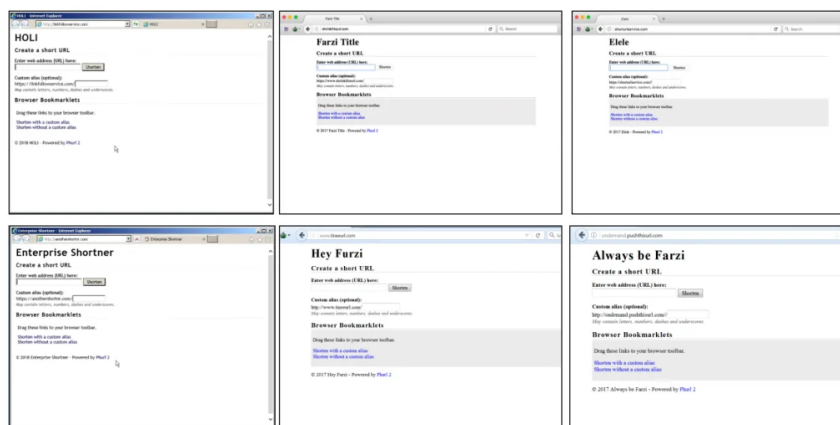 HOLI - Internet Explorer
HOLI
Create a short URL
Enter web address (URL) here:
Shorten
Custom alias (optional):
May contain letters, numbers, dashes and underscores.
Browser Bookmarklets
Drag these links to your browser toolbar.
Shorten with a custom alias
Shorten without a custom alias
© 2018 HOLI - Powered by Phurl 2
Farzi Title
Search
Farzi Title
Create a short URL
Enter web address (URL) here:
Shorten
Custom alias (optional):
May contain letters, numbers, dashes and underscores.
Browser Bookmarklets
Drag these links to your browser toolbar.
Shorten with a custom alias
Shorten without a custom alias
© 2017 Farzi Title - Powered by Phurl 2
Elele
Search
Elele
Create a short URL
Enter web address (URL) here:
Shorten
Custom alias (optional):
May contain letters, numbers, dashes and underscores.
Browser Bookmarklets
Drag these links to your browser toolbar.
Shorten with a custom alias
Shorten without a custom alias
© 2017 Elele - Powered by Phurl 2
Enterprise Shortner - Internet Explorer
Enterprise Shortner
Enterprise Shortner
Create a short URL
Enter web address (URL) here:
Shorten
Custom alias (optional):
May contain letters, numbers, dashes and underscores.
Browser Bookmarklets
Drag these links to your browser toolbar.
Shorten with a custom alias
Shorten without a custom alias
© 2018 Enterprise Shortner - Powered by Phurl 2
Hey Furzi
Create a short URL
Enter web address (URL) here:
Shorten
Custom alias (optional):
May contain letters, numbers, dashes and underscores.
Browser Bookmarklets
Drag these links to your browser toolbar.
Shorten with a custom alias
Shorten without a custom alias
© 2017 Hey Furzi - Powered by Phurl 2
ondemand.pushthisurl.com
Always be Farzi
Create a short URL
Enter web address (URL) here:
Shorten
Custom alias (optional):
http://ondemand.pushthisurl.com//
May contain letters, numbers, dashes and underscores.
Browser Bookmarklets
Drag these links to your browser toolbar.
Shorten with a custom alias
Shorten without a custom alias
© 2017 Always be Farzi - Powered by Phurl 2